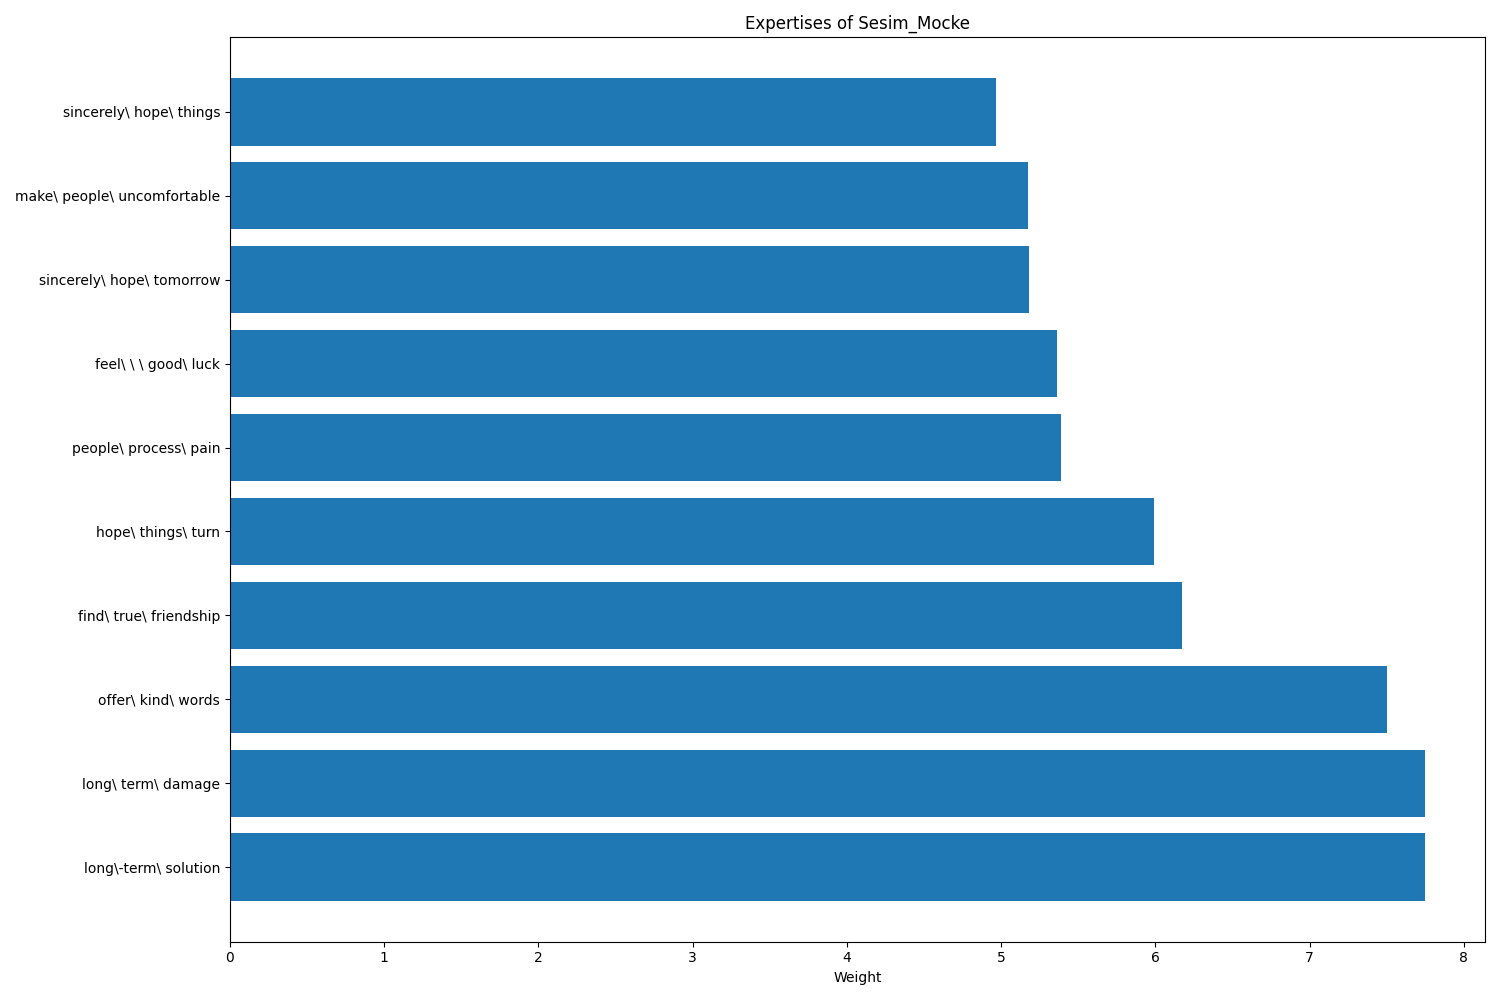 Expertises of Sesim_Mocke
sincerely\ hope\ things
make\ people\ uncomfortable
sincerely\ hope\ tomorrow
feel\ \ \ good\ luck
people\ process\ pain
hope\ things\ turn
find\ true\ friendship
offer\ kind\ words
long\ term\ damage
long\-term\ solution
0 1 2 3 4 5 6 7 8
Weight